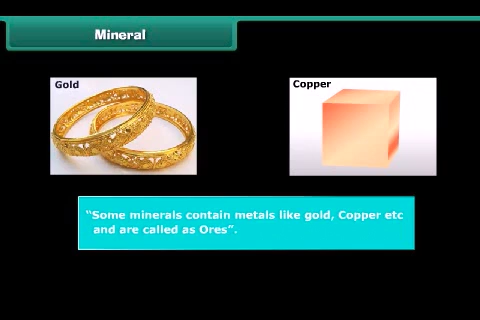 Mineral
Gold
Copper
“Some minerals contain metals like gold, Copper etc
and are called as Ores”.